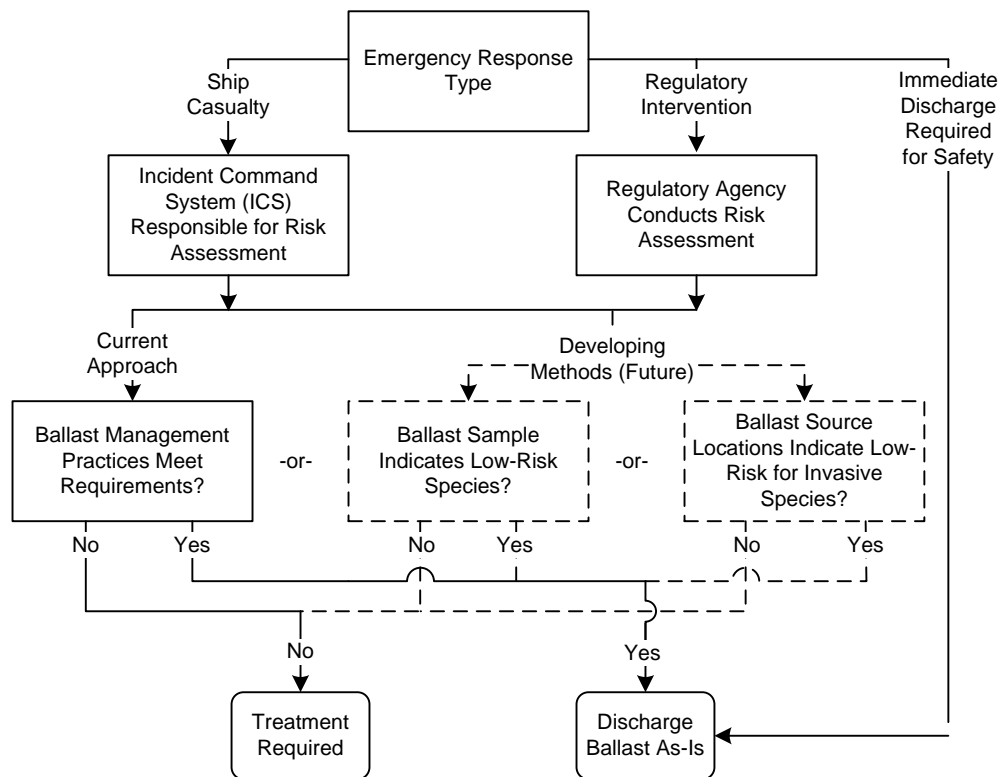 Emergency Response
Type
Ship
Casualty
Regulatory
Intervention
Immediate
Discharge
Required
for Safety
Incident Command
System (ICS)
Responsible for Risk
Assessment
Regulatory Agency
Conducts Risk
Assessment
Current
Approach
Developing
Methods (Future)
Ballast Management
Practices Meet
Requirements?
-or-
Ballast Sample
Indicates Low-Risk
Species?
-or-
Ballast Source
Locations Indicate Low-
Risk for Invasive
Species?
No
Yes
No
Yes
No
Yes
No
Yes
Treatment
Required
Discharge
Ballast As-Is